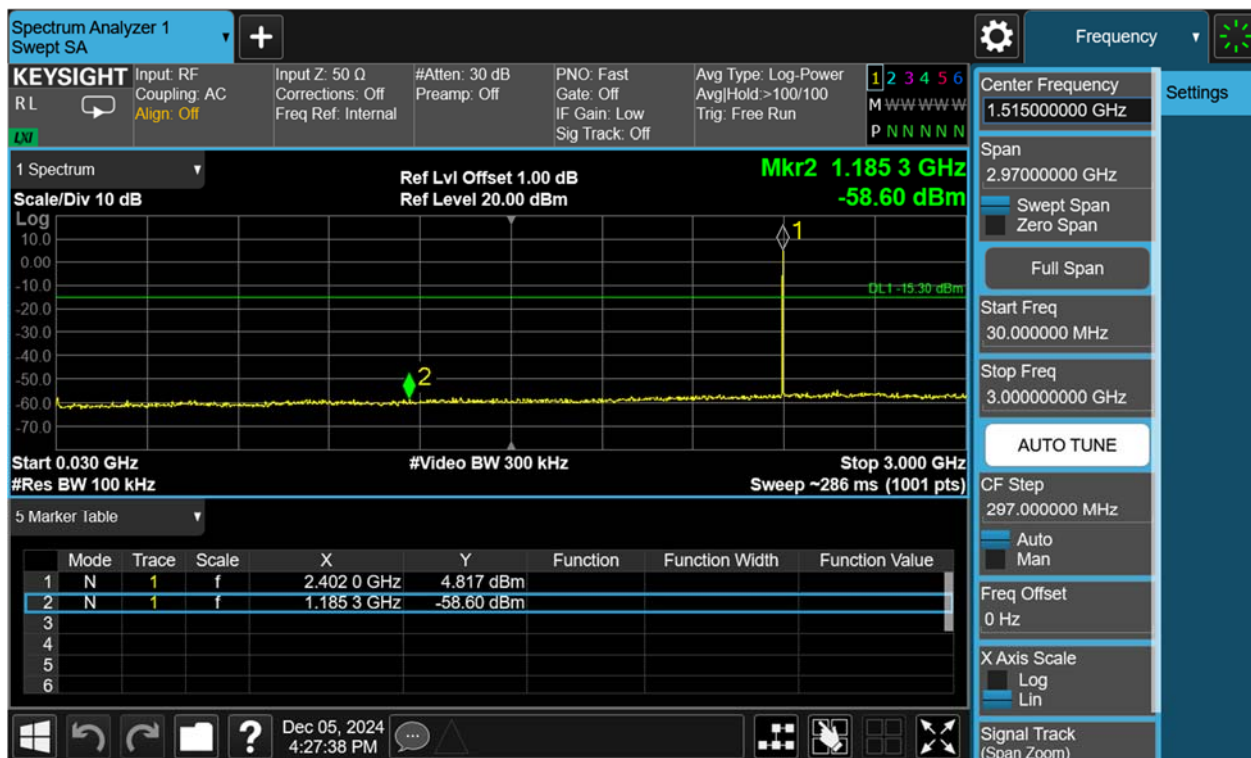 Spectrum Analyzer 1
Swept SA
+
Frequency
KEYSIGHT
RL
LXI
Input: RF
Coupling: AC
Align: Off
Input Z: 50 Ω
Corrections: Off
Freq Ref: Internal
#Atten: 30 dB
Preamp: Off
PNO: Fast
Gate: Off
IF Gain: Low
Sig Track: Off
Avg Type: Log-Power
Avg|Hold:>100/100
Trig: Free Run
1 2 3 4 5 6
M W W W W W
P N N N N N
1 Spectrum
Scale/Div 10 dB
Ref Lvl Offset 1.00 dB
Ref Level 20.00 dBm
Mkr2 1.185 3 GHz
-58.60 dBm
Log
10.0
0.00
-10.0
-20.0
-30.0
-40.0
-50.0
-60.0
-70.0
1
2
DL1 -15.30 dBm
Start 0.030 GHz
#Res BW 100 kHz
#Video BW 300 kHz
Stop 3.000 GHz
Sweep ~286 ms (1001 pts)
5 Marker Table
Mode Trace Scale X Y Function Function Width Function Value
1 N 1 f 2.402 0 GHz 4.817 dBm
2 N 1 f 1.185 3 GHz -58.60 dBm
3
4
5
6
Dec 05, 2024
4:27:38 PM
?
Center Frequency
1.515000000 GHz
Settings
Span
2.97000000 GHz
Swept Span
Zero Span
Full Span
Start Freq
30.000000 MHz
Stop Freq
3.000000000 GHz
AUTO TUNE
CF Step
297.000000 MHz
Auto
Man
Freq Offset
0 Hz
X Axis Scale
Log
Lin
Signal Track
(Span Zoom)